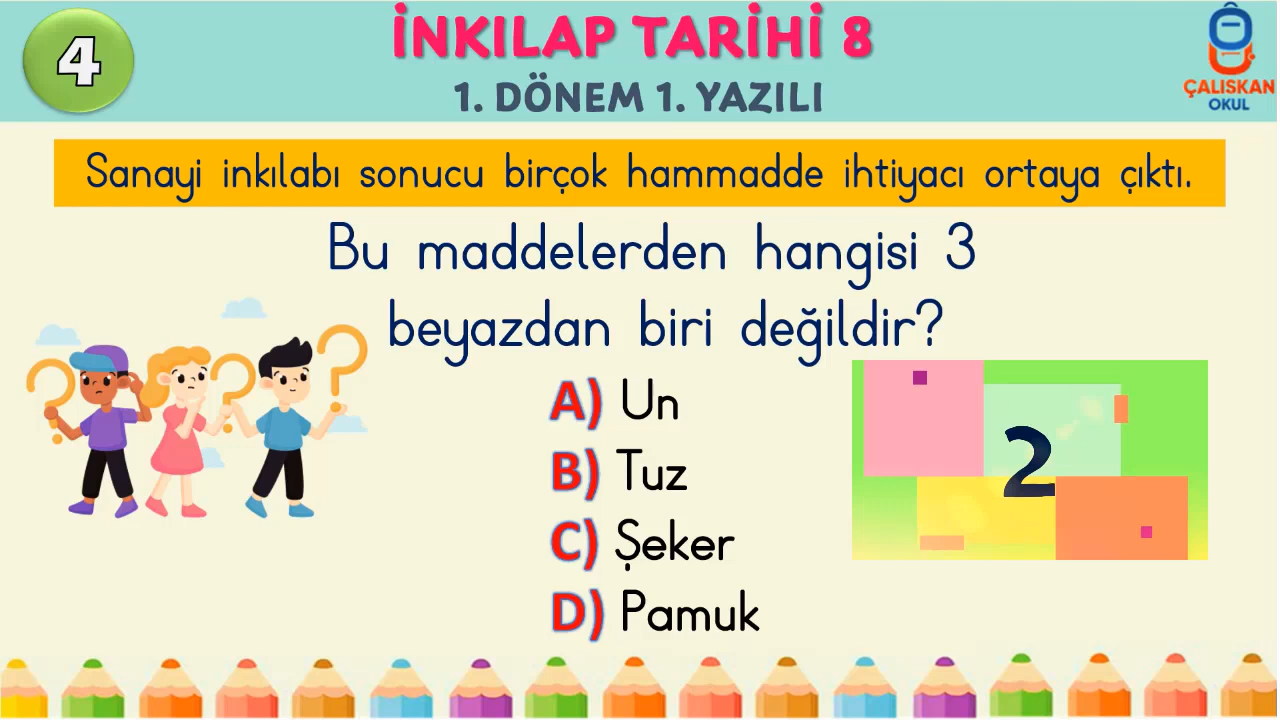 4
İNKILAP TARİHİ 8
1. DÖNEM 1. YAZILI
ÇALISKAN
OKUL
Sanayi inkılabı sonucu birçok hammadde ihtiyacı ortaya çıktı.
Bu maddelerden hangisi 3
beyazdan biri değildir?
A) Un
B) Tuz
C) Şeker
D) Pamuk
2